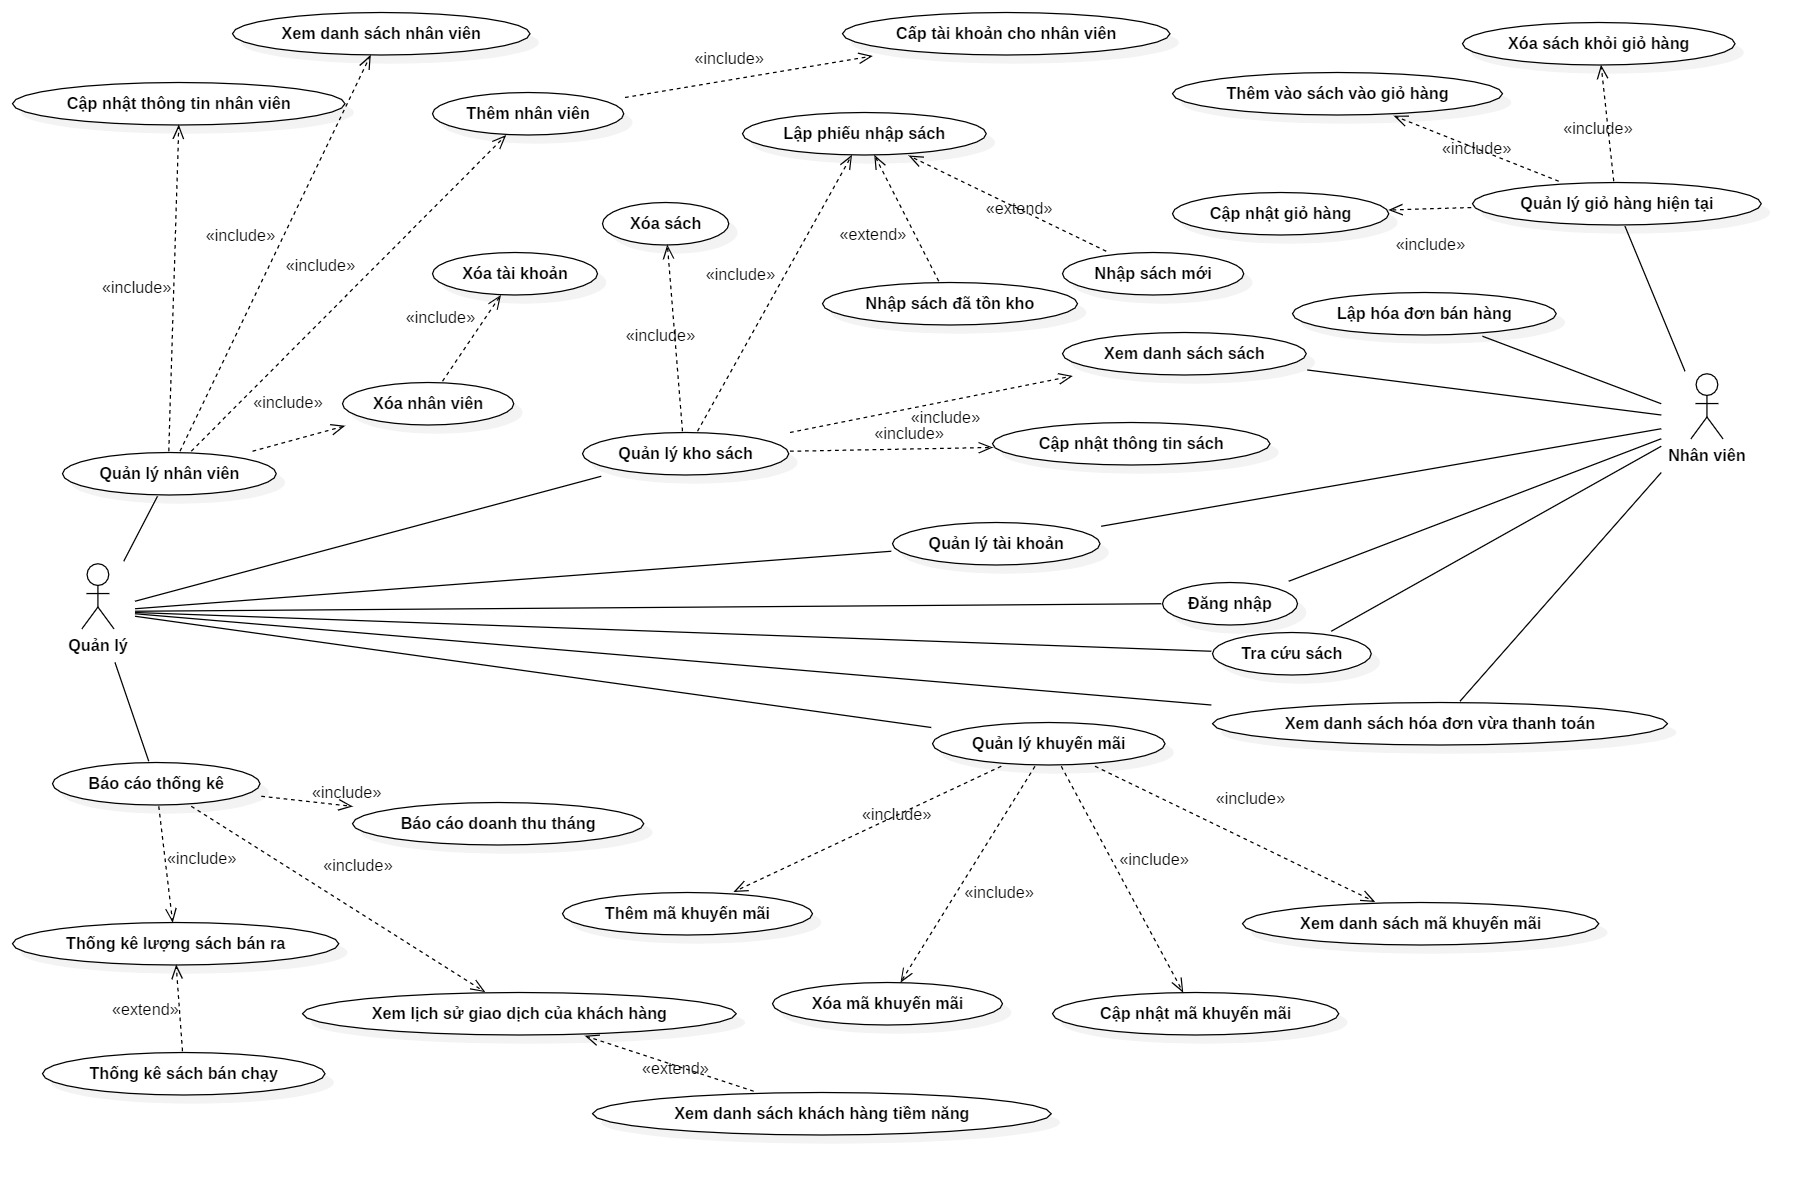 Xem danh sách nhân viên
Cấp tài khoản cho nhân viên
Xóa sách khỏi giỏ hàng
«include»
Cập nhật thông tin nhân viên
Thêm nhân viên
Thêm vào sách vào giỏ hàng
Lập phiếu nhập sách
«include»
«include»
Xóa sách
«extend»
Cập nhật giỏ hàng
Quản lý giỏ hàng hiện tại
«include»
«extend»
«include»
«include»
Xóa tài khoản
«include»
Nhập sách mới
«include»
Nhập sách đã tồn kho
«include»
Lập hóa đơn bán hàng
«include»
Xem danh sách sách
«include»
Xóa nhân viên
«include»
«include»
Quản lý nhân viên
Quản lý kho sách
Cập nhật thông tin sách
Nhân viên
Quản lý tài khoản
Đăng nhập
Quản lý
Tra cứu sách
Xem danh sách hóa đơn vừa thanh toán
Quản lý khuyến mãi
Báo cáo thống kê
«include»
«include»
Báo cáo doanh thu tháng
«include»
«include»
«include»
«include»
«include»
Thêm mã khuyến mãi
Xem danh sách mã khuyến mãi
Thống kê lượng sách bán ra
Xóa mã khuyến mãi
«extend»
Xem lịch sử giao dịch của khách hàng
Cập nhật mã khuyến mãi
Thống kê sách bán chạy
«extend»
Xem danh sách khách hàng tiềm năng